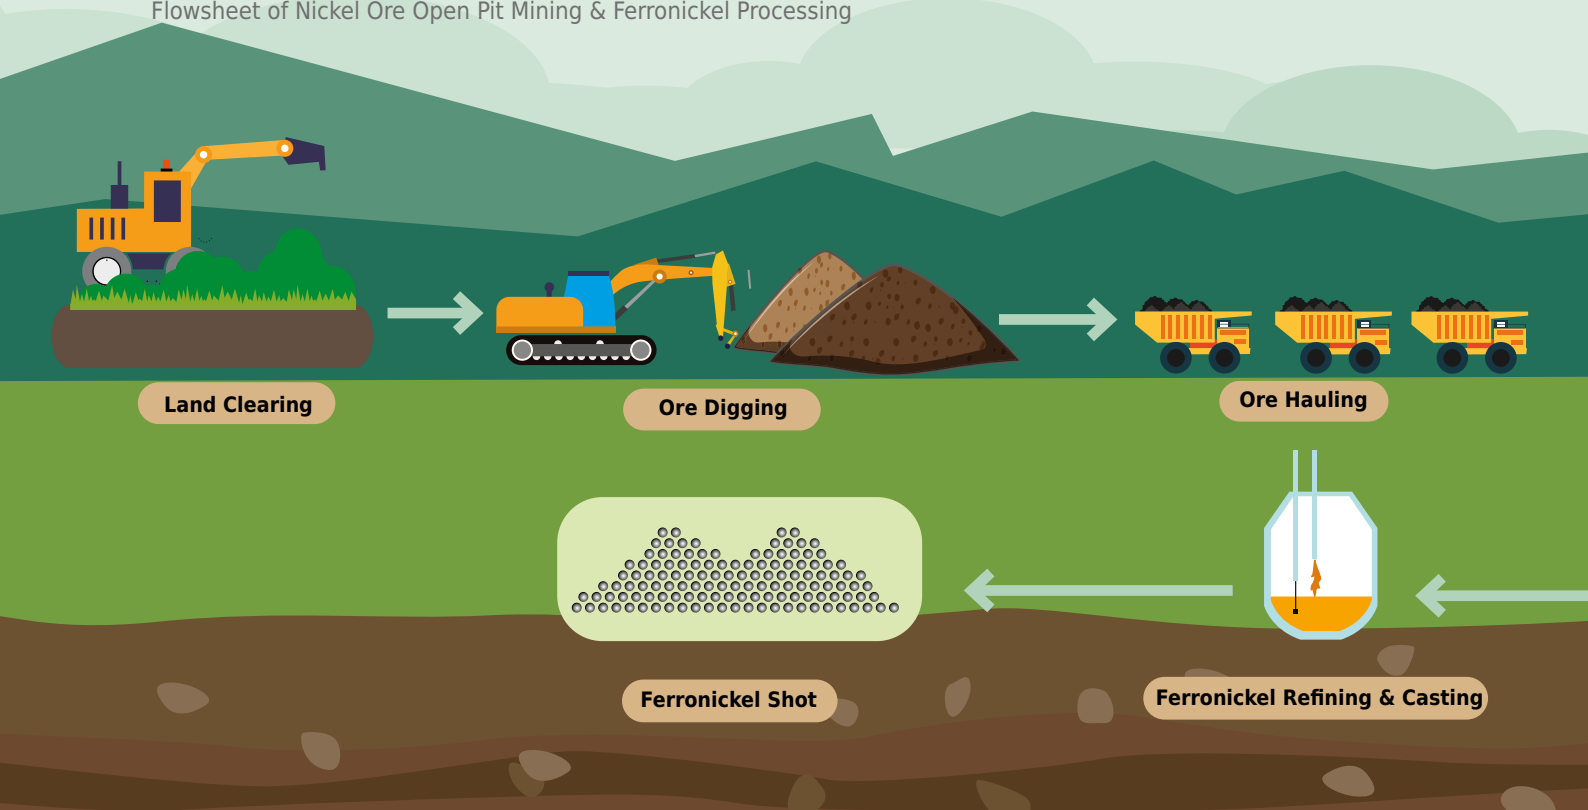 Flowsheet of Nickel Ore Open Pit Mining & Ferronickel Processing
Land Clearing
Ore Digging
Ore Hauling
Ferronickel Shot
Ferronickel Refining & Casting